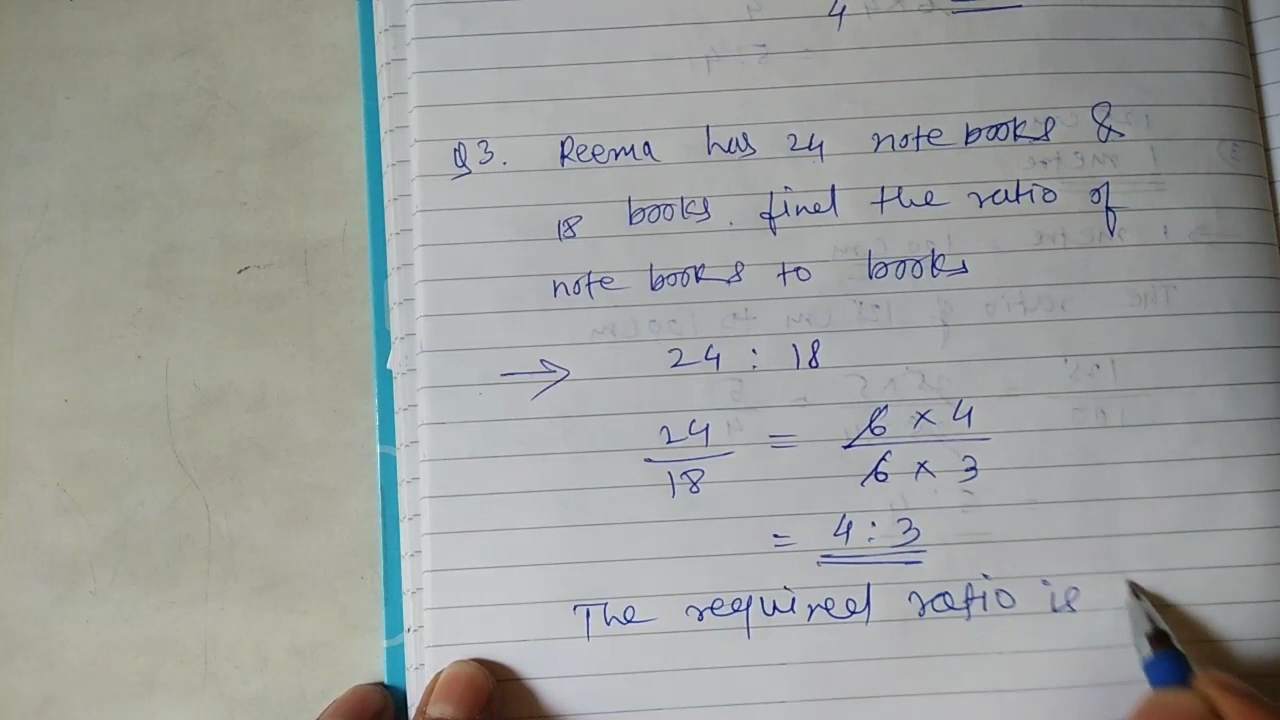 4
Q3. Reema has 24 note books &
18 books. find the ratio of
note books to books
24 : 18
24/18 = 6 × 4/6 × 3
= 4 : 3
The required ratio is